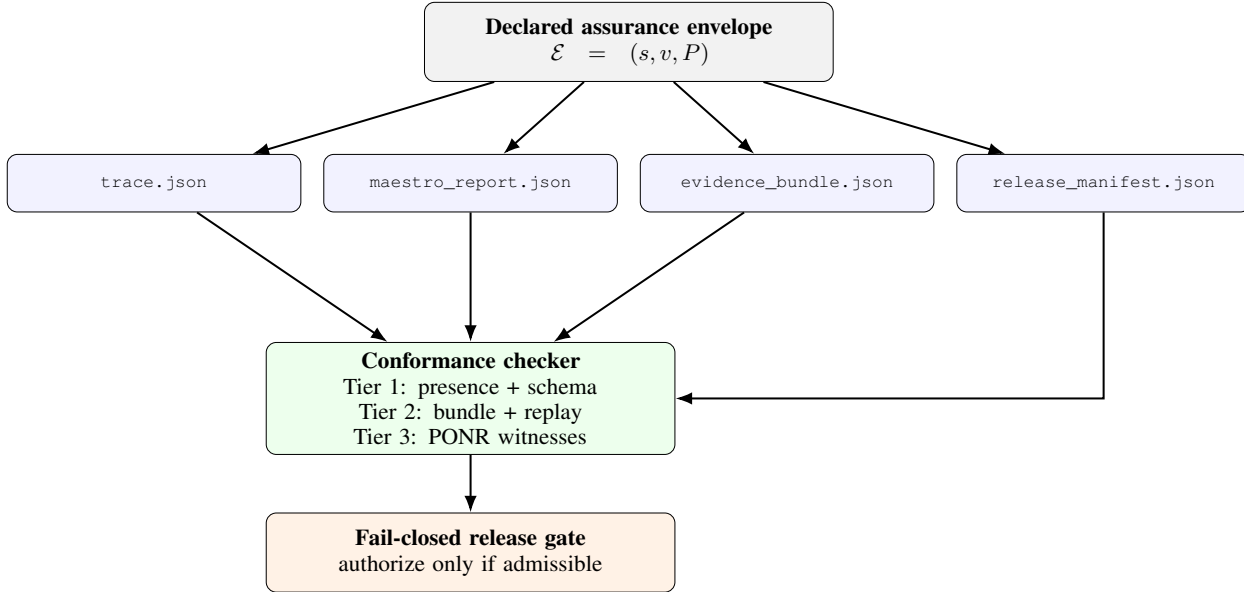 Declared assurance envelope
ℰ = (s, v, P)
trace.json
maestro_report.json
evidence_bundle.json
release_manifest.json
Conformance checker
Tier 1: presence + schema
Tier 2: bundle + replay
Tier 3: PONR witnesses
Fail-closed release gate
authorize only if admissible